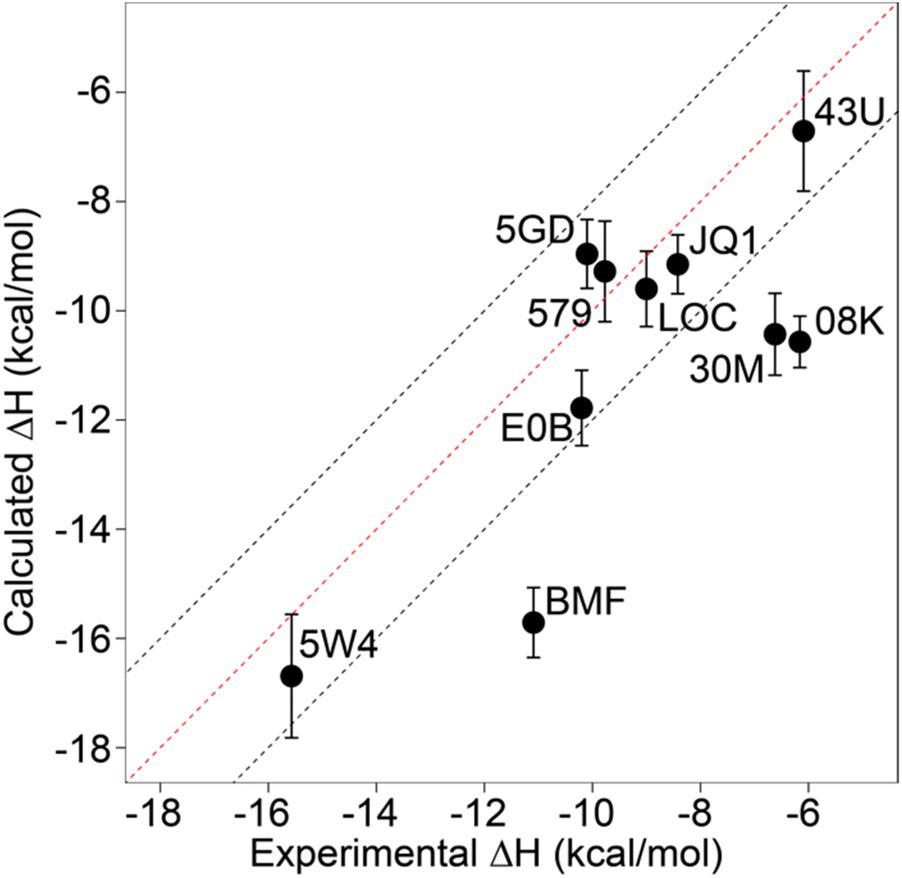 Calculated ΔH (kcal/mol)
-6
-8
-10
-12
-14
-16
-18
43U
5GD
JQ1
579
LOC
08K
30M
E0B
BMF
5W4
-18
-16
-14
-12
-10
-8
-6
Experimental ΔH (kcal/mol)